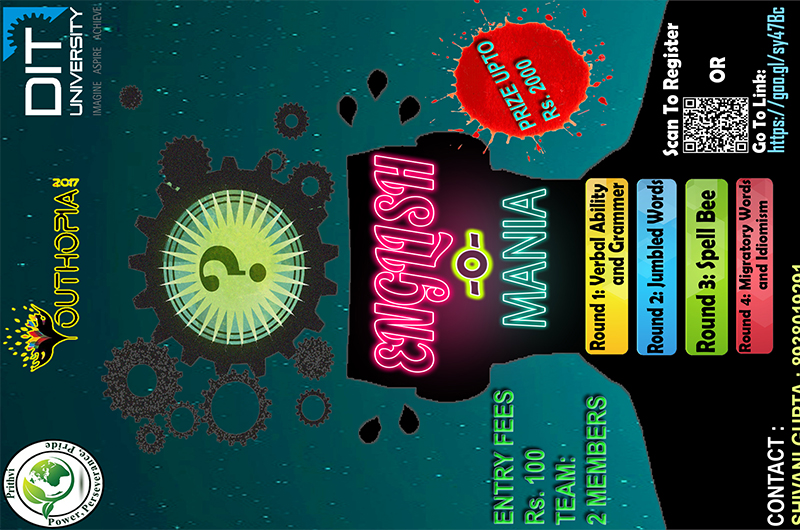 Prithvi
Power, Perseverance, Pride
YOUTHOPIA 2017
DIT
UNIVERSITY
IMAGINE ASPIRE ACHIEVE
?
ENGLISH
-O-
MANIA
PRIZE UPTO
Rs. 2000
ENTRY FEES
Rs. 100
TEAM:
2 MEMBERS
Round 1: Verbal Ability
and Grammer
Round 2: Jumbled Words
Round 3: Spell Bee
Round 4: Migratory Words
and Idiomism
Scan To Register
OR
Go To Link:
https://goo.gl/sy47Bc
CONTACT :
SHIVANI GUPTA :